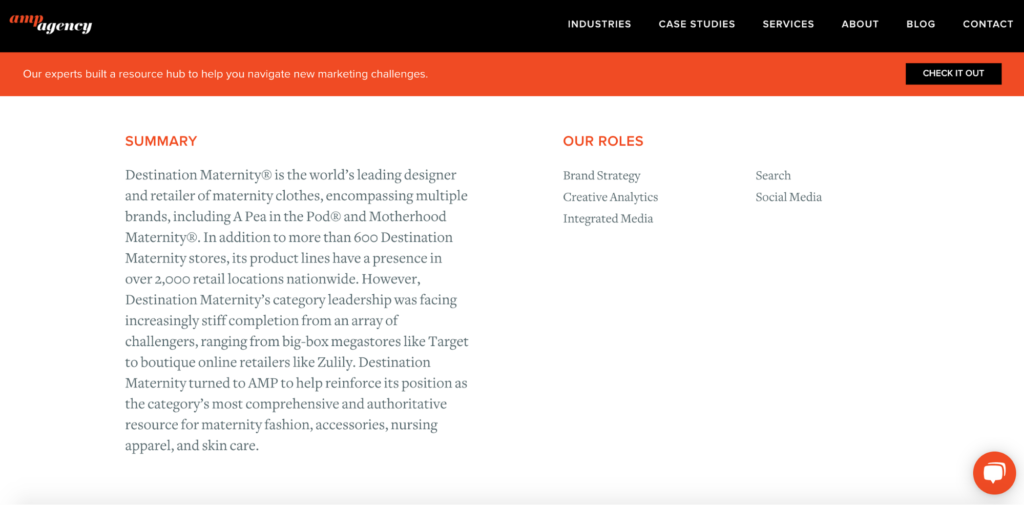 amp
agency
INDUSTRIES CASE STUDIES SERVICES ABOUT BLOG CONTACT
Our experts built a resource hub to help you navigate new marketing challenges. CHECK IT OUT
SUMMARY
Destination Maternity® is the world's leading designer
and retailer of maternity clothes, encompassing multiple
brands, including A Pea in the Pod® and Motherhood
Maternity®. In addition to more than 600 Destination
Maternity stores, its product lines have a presence in
over 2,000 retail locations nationwide. However,
Destination Maternity's category leadership was facing
increasingly stiff completion from an array of
challengers, ranging from big-box megastores like Target
to boutique online retailers like Zulily. Destination
Maternity turned to AMP to help reinforce its position as
the category's most comprehensive and authoritative
resource for maternity fashion, accessories, nursing
apparel, and skin care.
OUR ROLES
Brand Strategy
Creative Analytics
Integrated Media
Search
Social Media